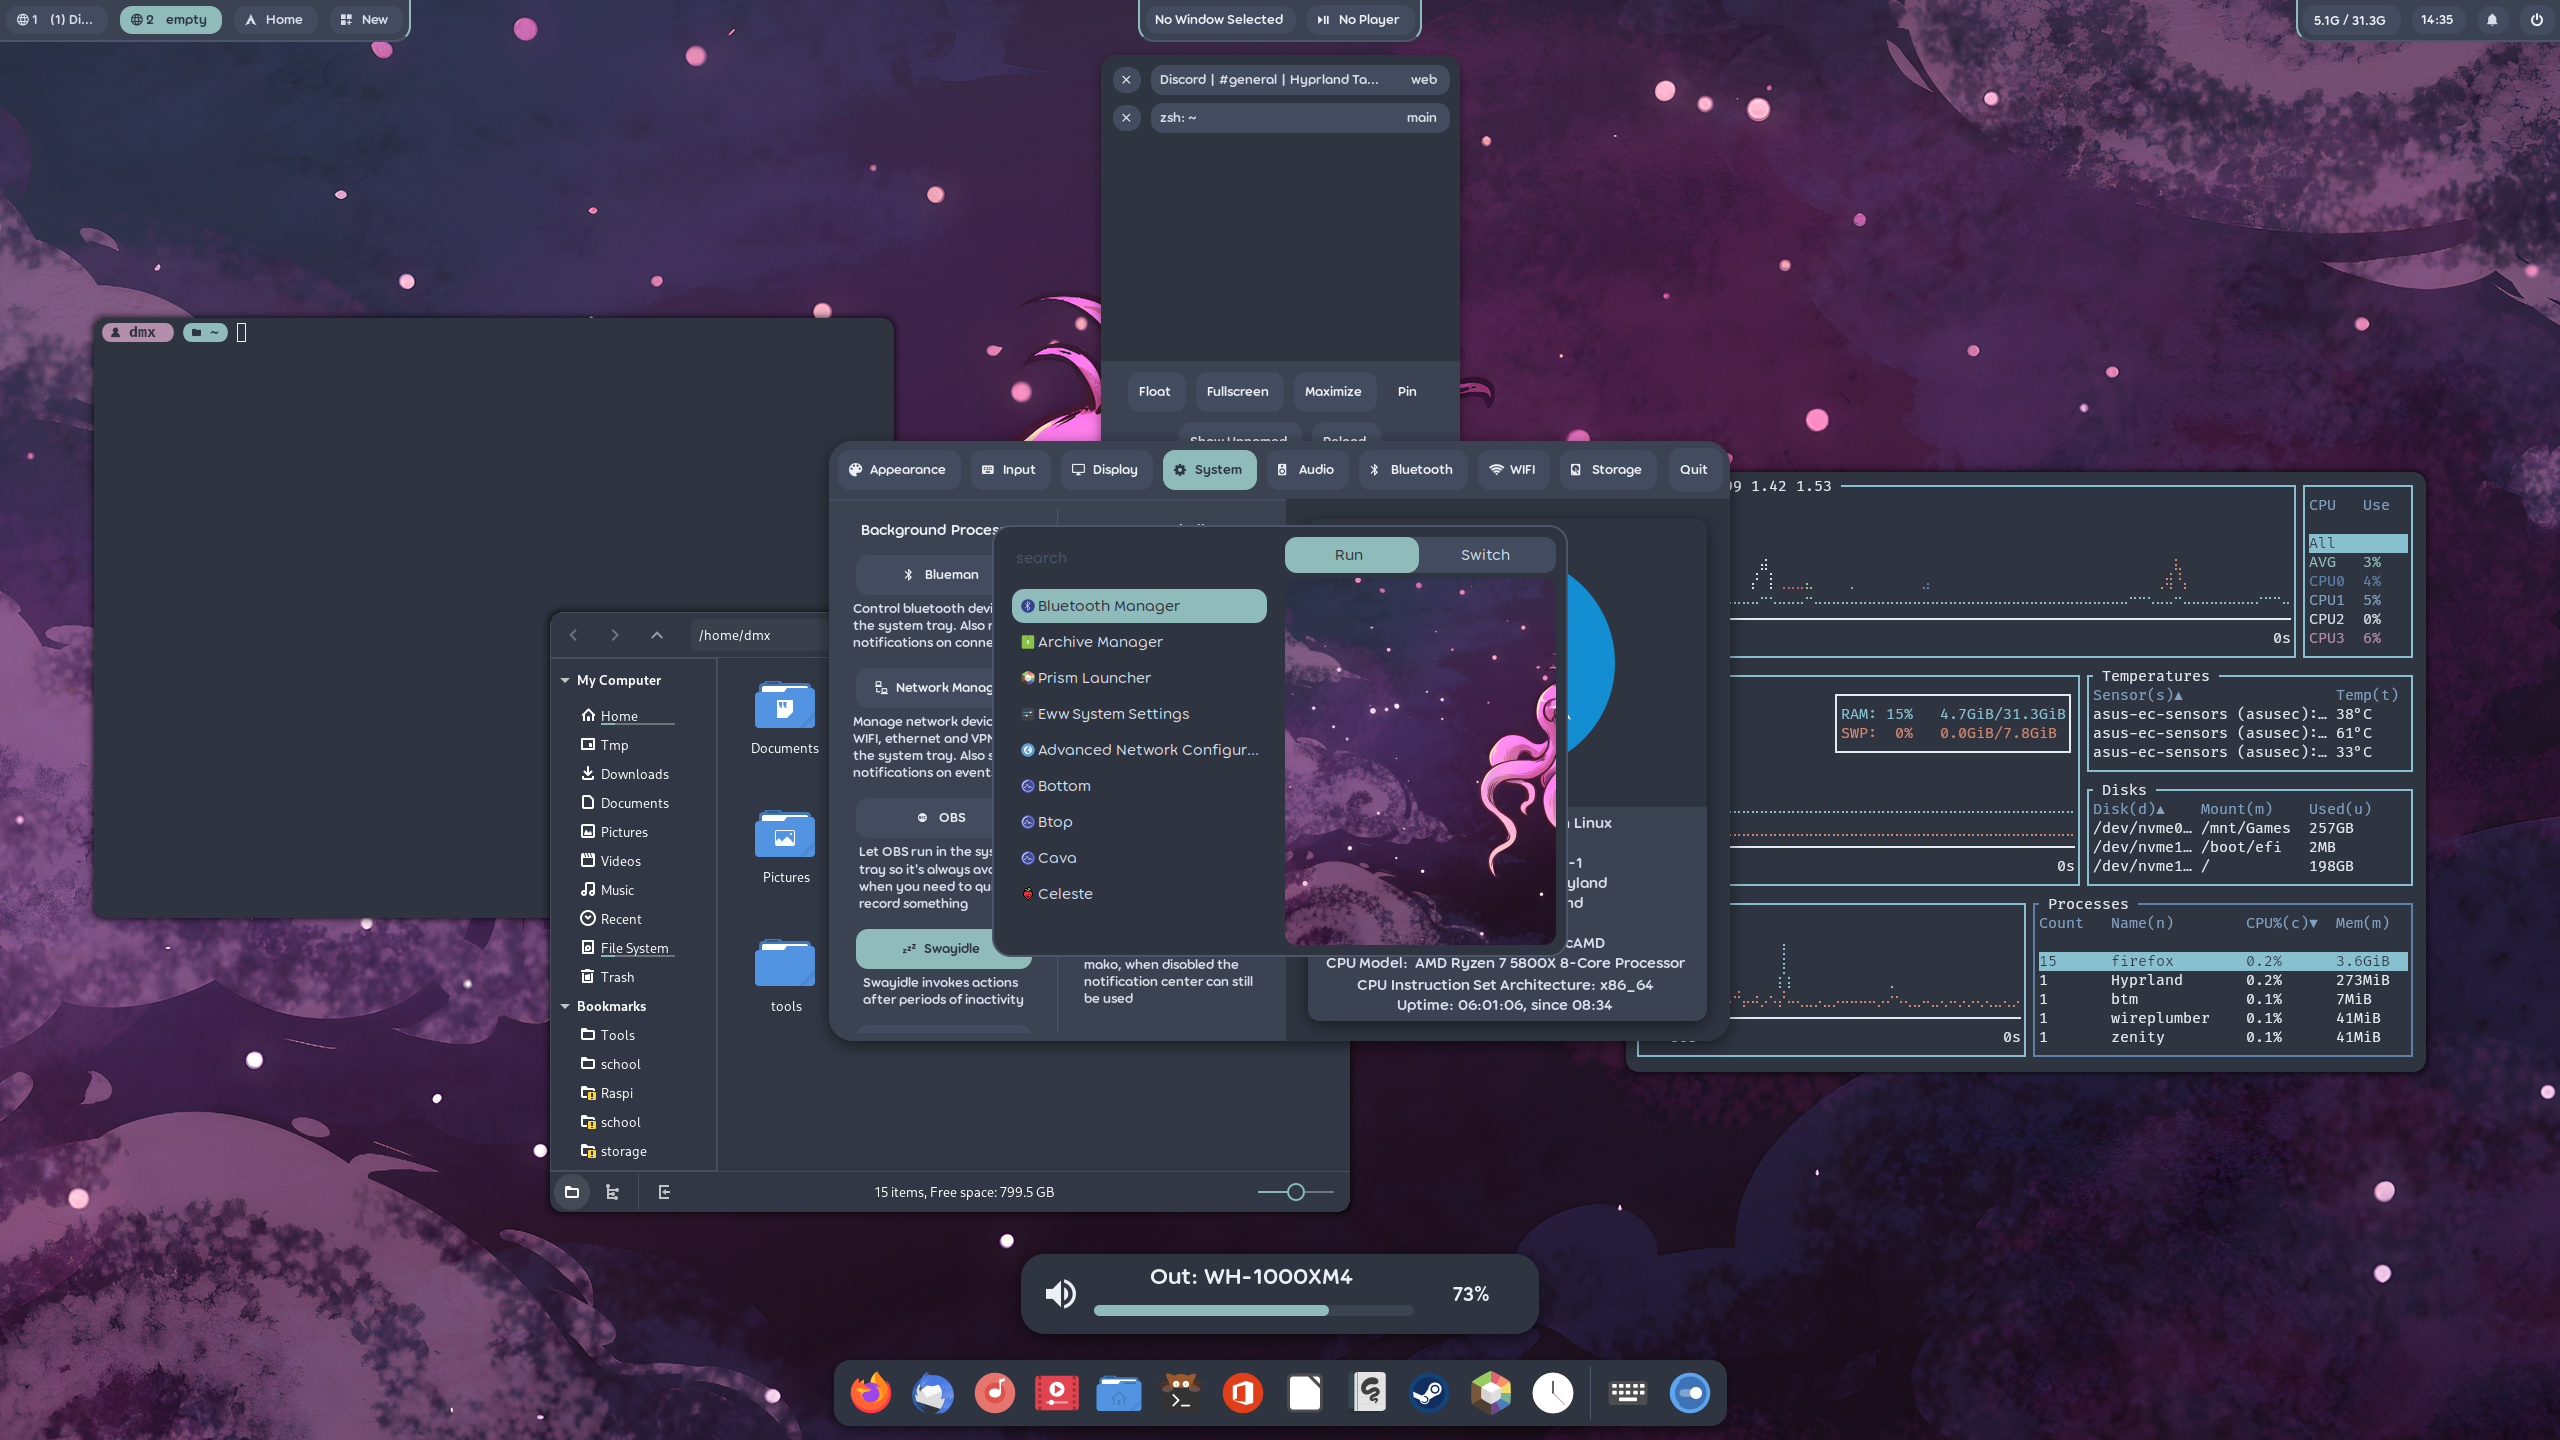 1 (1) Di...
2 empty
Home
New
No Window Selected
No Player
5.1G / 31.3G
14:35
Discord | #general | Hyprland Ta... web
zsh: ~ main
Float Fullscreen Maximize Pin
Show Unnamed Reload
dmx ~
Appearance Input Display System Audio Bluetooth WIFI Storage Quit
Background Proces
Blueman
Control bluetooth devi
the system tray. Also
notifications on conne
Network Manag
Manage network devic
WIFI, ethernet and VPN
the system tray. Also s
notifications on event
OBS
Let OBS run in the sys
tray so it's always ava
when you need to qu
record something
Swayidle
Swayidle invokes actions
after periods of inactivity
mako, when disabled the
notification center can still
be used
Linux
-1
yland
nd
cAMD
CPU Model: AMD Ryzen 7 5800X 8-Core Processor
CPU Instruction Set Architecture: x86_64
Uptime: 06:01:06, since 08:34
search
Run Switch
Bluetooth Manager
Archive Manager
Prism Launcher
Eww System Settings
Advanced Network Configur...
Bottom
Btop
Cava
Celeste
/home/dmx
My Computer
Home
Tmp
Downloads
Documents
Pictures
Videos
Music
Recent
File System
Trash
Bookmarks
Tools
school
Raspi
school
storage
Documents
Pictures
tools
15 items, Free space: 799.5 GB
09 1.42 1.53
0s
CPU Use
All
AVG 3%
CPU0 4%
CPU1 5%
CPU2 0%
CPU3 6%
RAM: 15% 4.7GiB/31.3GiB
SWP: 0% 0.0GiB/7.8GiB
0s
Temperatures
Sensor(s)▲ Temp(t)
asus-ec-sensors (asusec):… 38°C
asus-ec-sensors (asusec):… 61°C
asus-ec-sensors (asusec):… 33°C
Disks
Disk(d)▲ Mount(m) Used(u)
/dev/nvme0… /mnt/Games 257GB
/dev/nvme1… /boot/efi 2MB
/dev/nvme1… / 198GB
0s
Processes
Count Name(n) CPU%(c)▼ Mem(m)
15 firefox 0.2% 3.6GiB
1 Hyprland 0.2% 273MiB
1 btm 0.1% 7MiB
1 wireplumber 0.1% 41MiB
1 zenity 0.1% 41MiB
Out: WH-1000XM4
73%